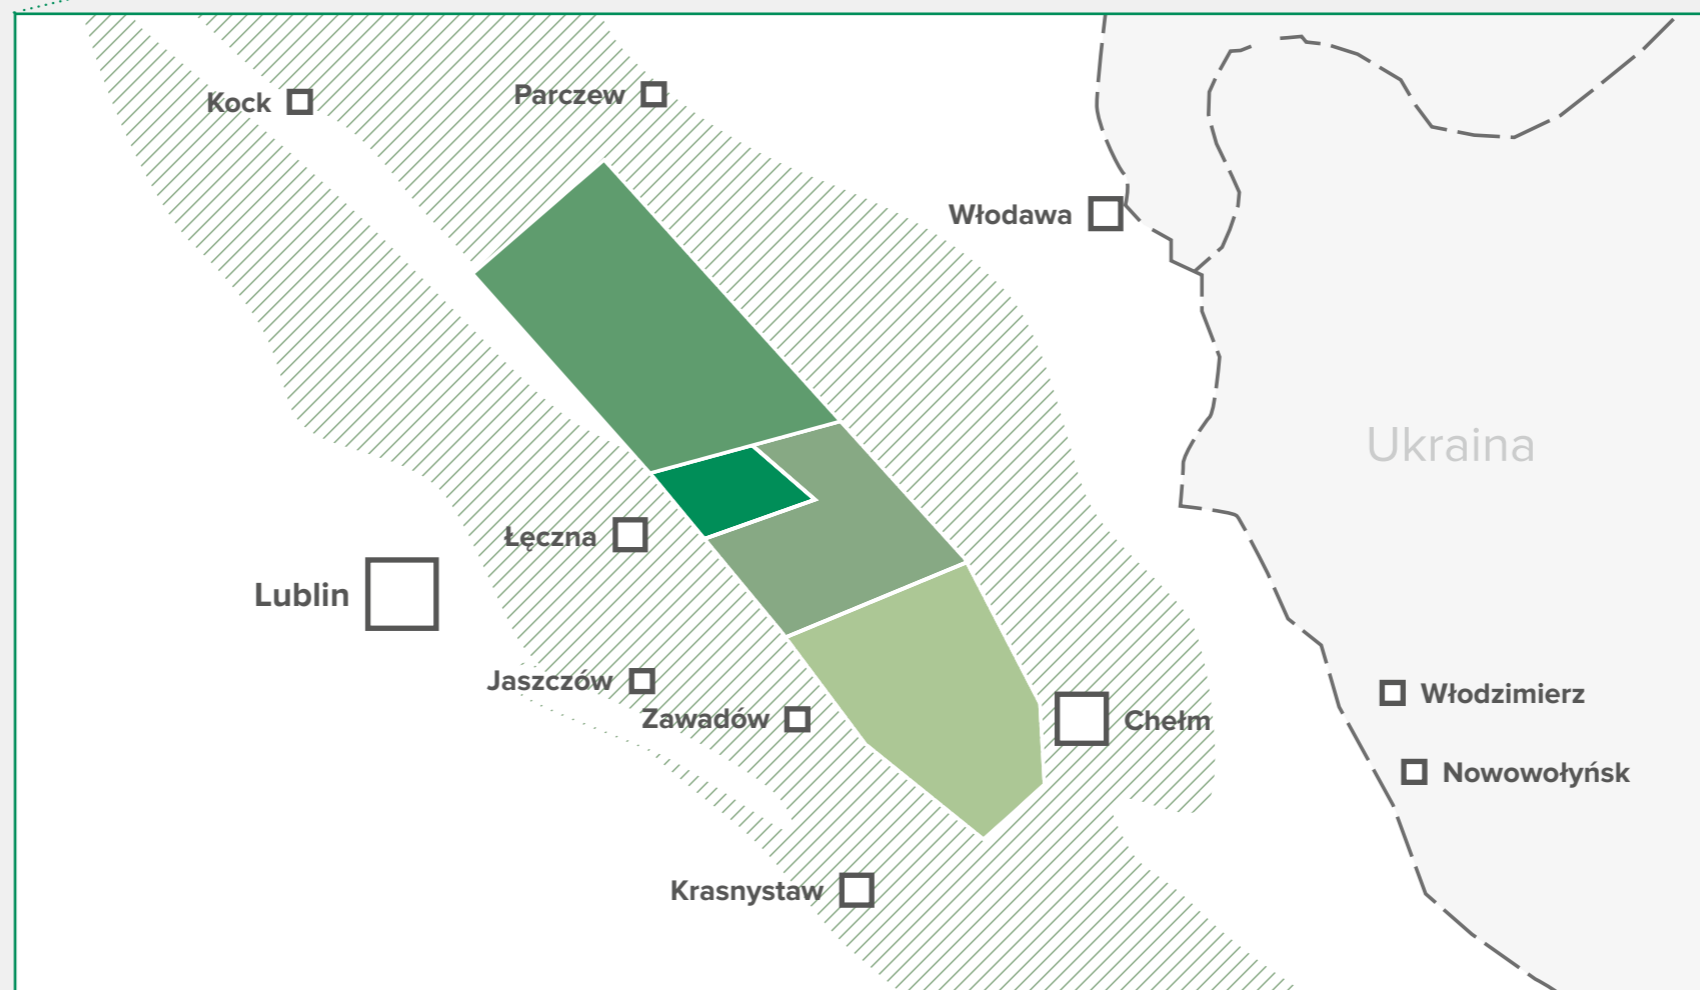 Kock
Parczew
Włodawa
Ukraina
Łęczna
Lublin
Jaszczów
Zawadów
Chełm
Włodzimierz
Nowowołyńsk
Krasnystaw